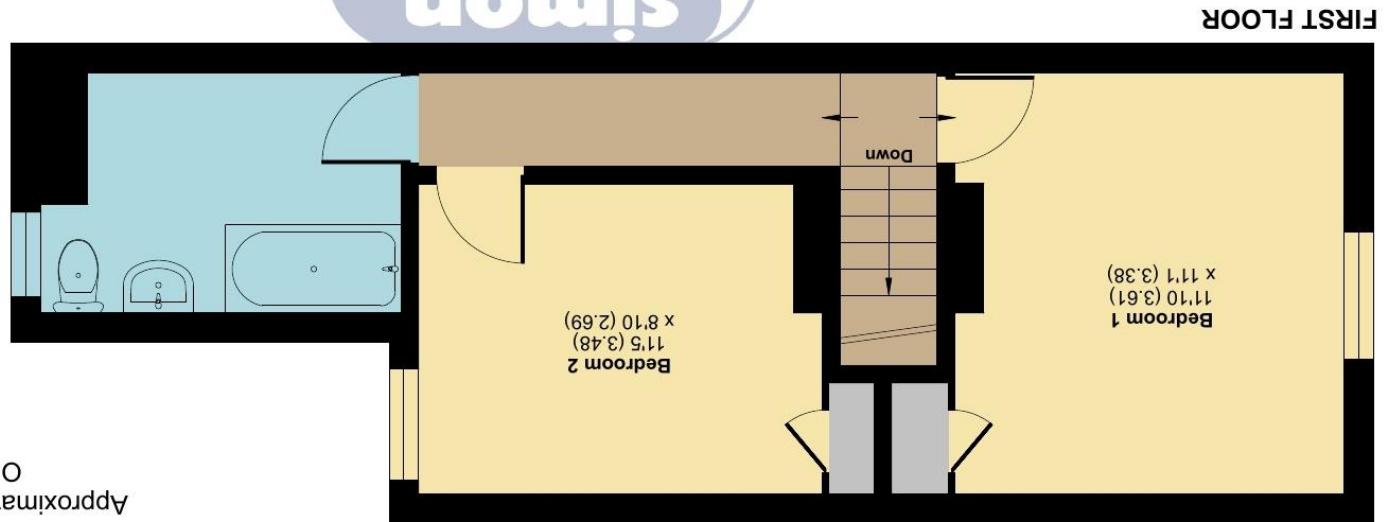 Approxima
O
Bedroom 2
11'5 (3.48)
x 8'10 (2.69)
Bedroom 1
11'10 (3.61)
x 11'1 (3.38)
Down
FIRST FLOOR
simon